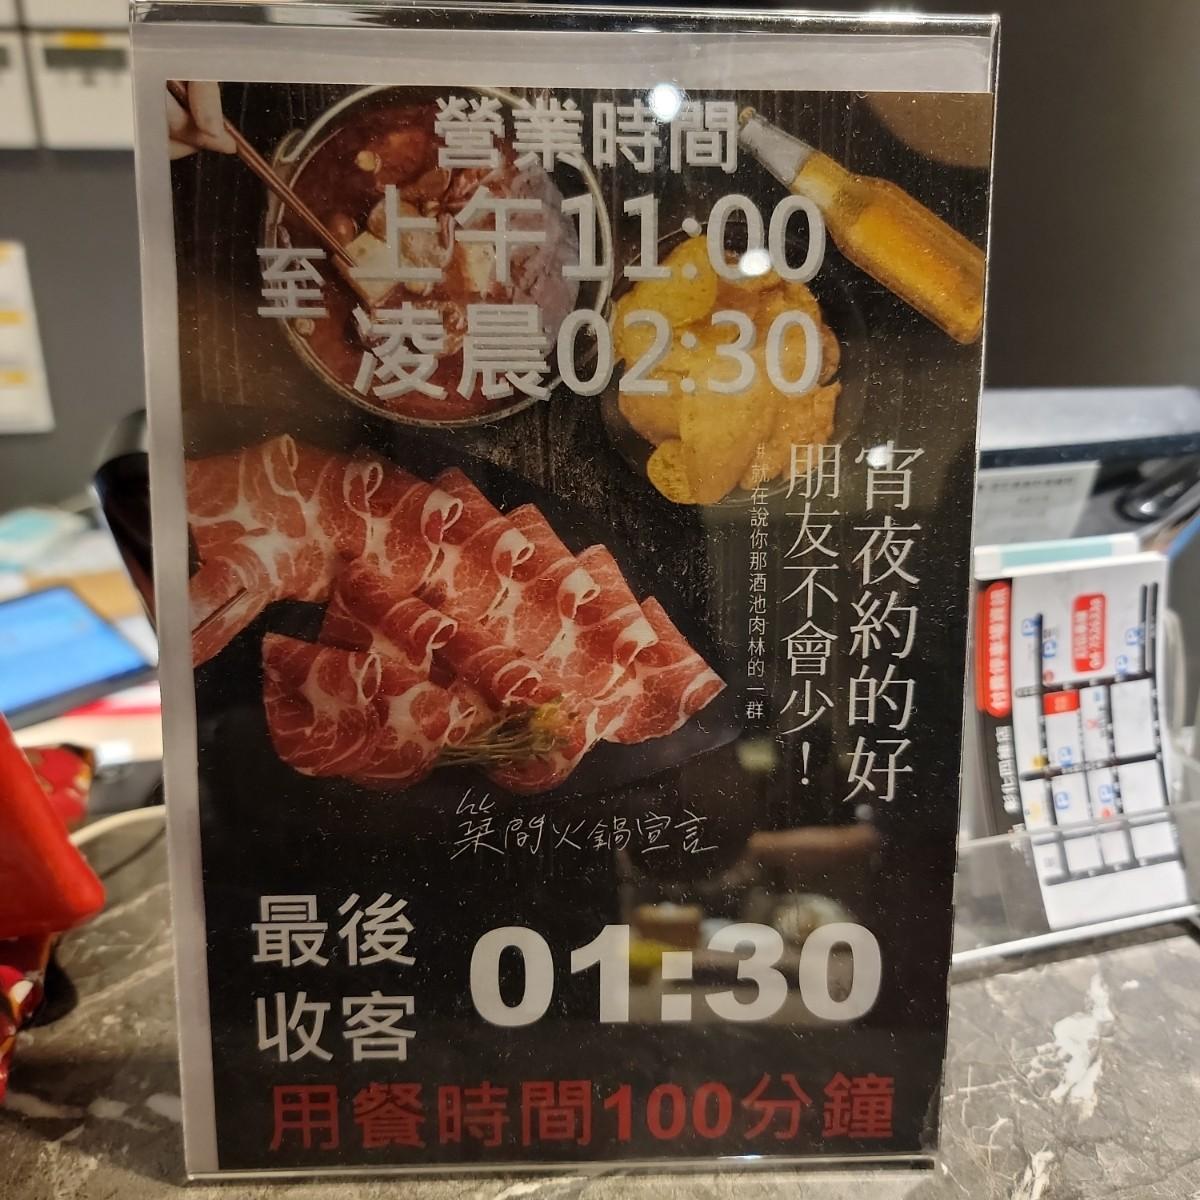 營業時間
上午11:00
至
凌晨02:30
宵夜約的好
朋友不會少！
#就在說你那酒池肉林的一群
築間火鍋宣言
最後
收客
01:30
用餐時間100分鐘